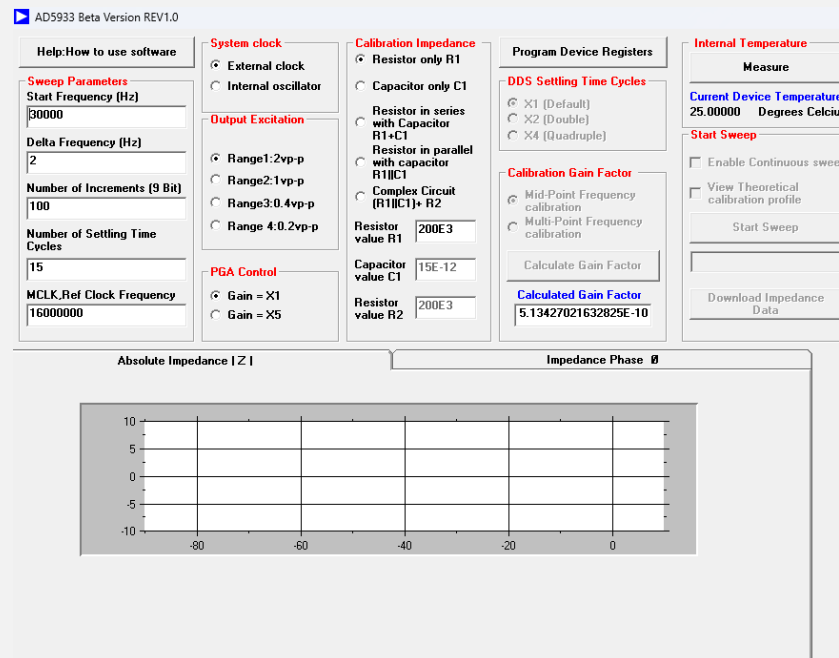 AD5933 Beta Version REV1.0
Help:How to use software
Sweep Parameters
Start Frequency (Hz)
30000
Delta Frequency (Hz)
2
Number of Increments (9 Bit)
100
Number of Settling Time
Cycles
15
MCLK,Ref Clock Frequency
16000000
System clock
External clock
Internal oscillator
Output Excitation
Range1:2vp-p
Range2:1vp-p
Range3:0.4vp-p
Range 4:0.2vp-p
PGA Control
Gain = X1
Gain = X5
Calibration Impedance
Resistor only R1
Capacitor only C1
Resistor in series
with Capacitor
R1+C1
Resistor in parallel
with capacitor
R1||C1
Complex Circuit
(R1||C1)+ R2
Resistor
value R1
200E3
Capacitor
value C1
15E-12
Resistor
value R2
200E3
Program Device Registers
DDS Settling Time Cycles
X1 (Default)
X2 (Double)
X4 (Quadruple)
Calibration Gain Factor
Mid-Point Frequency
calibration
Multi-Point Frequency
calibration
Calculate Gain Factor
Calculated Gain Factor
5.13427021632825E-10
Internal Temperature
Measure
Current Device Temperature
25.00000 Degrees Celciu
Start Sweep
Enable Continuous swee
View Theoretical
calibration profile
Start Sweep
Download Impedance
Data
Absolute Impedance | Z |
Impedance Phase Ø
10
5
0
-5
-10
-80 -60 -40 -20 0